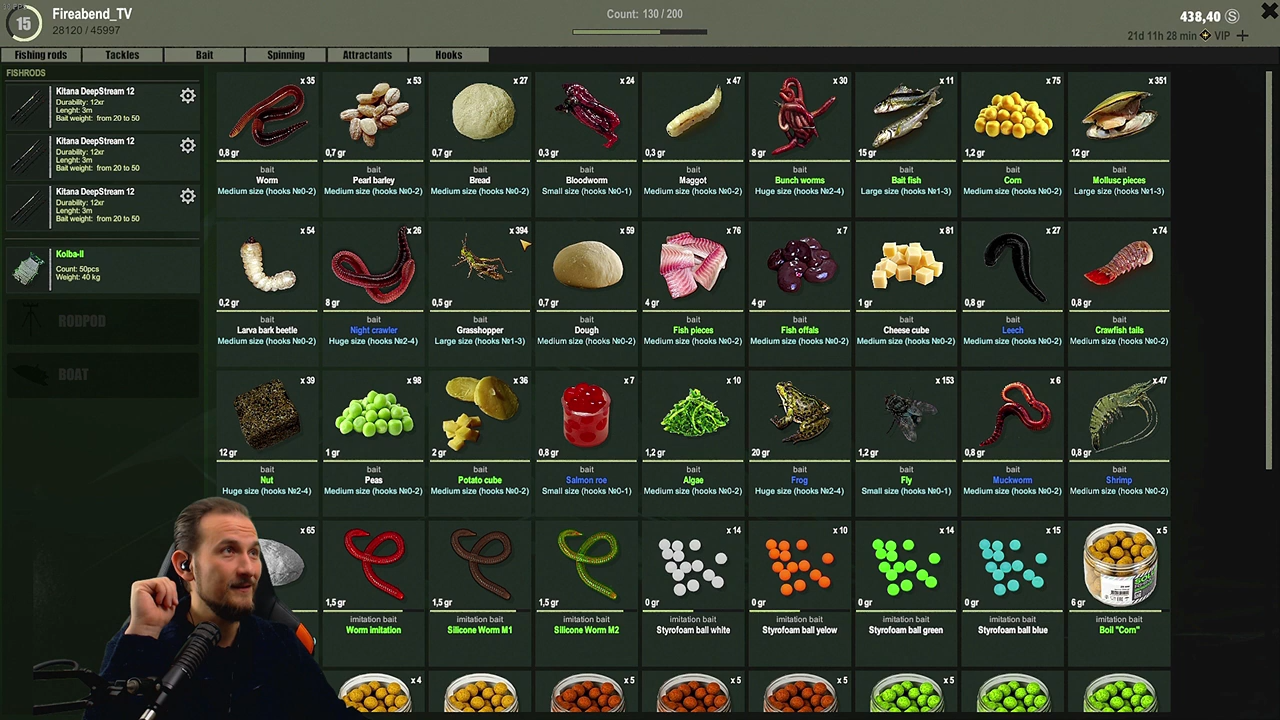 15
Fireabend_TV
28120 / 45997
Count: 130 / 200
438,40 Ⓢ
21d 11h 28 min VIP +
Fishing rods Tackles Bait Spinning Attractants Hooks
FISHRODS
Kitana DeepStream 12
Durability: 12кг
Lenght: 3m
Bait weight: from 20 to 50
Kitana DeepStream 12
Durability: 12кг
Lenght: 3m
Bait weight: from 20 to 50
Kitana DeepStream 12
Durability: 12кг
Lenght: 3m
Bait weight: from 20 to 50
Kolba-II
Count: 50pcs
Weight: 40 kg
RODPOD
BOAT
x 35 x 53 x 27 x 24 x 47 x 30 x 11 x 75 x 351
0,8 gr 0,7 gr 0,7 gr 0,3 gr 0,3 gr 8 gr 15 gr 1,2 gr 12 gr
bait bait bait bait bait bait bait bait bait
Worm Pearl barley Bread Bloodworm Maggot Bunch worms Bait fish Corn Mollusc pieces
Medium size (hooks №0-2) Medium size (hooks №0-2) Medium size (hooks №0-2) Small size (hooks №0-1) Medium size (hooks №0-2) Huge size (hooks №2-4) Large size (hooks №1-3) Medium size (hooks №0-2) Large size (hooks №1-3)
x 54 x 26 x 394 x 59 x 76 x 7 x 81 x 27 x 74
0,2 gr 8 gr 0,5 gr 0,7 gr 4 gr 4 gr 1 gr 0,8 gr 0,8 gr
bait bait bait bait bait bait bait bait bait
Larva bark beetle Night crawler Grasshopper Dough Fish pieces Fish offals Cheese cube Leech Crawfish tails
Medium size (hooks №0-2) Huge size (hooks №2-4) Large size (hooks №1-3) Medium size (hooks №0-2) Medium size (hooks №0-2) Medium size (hooks №0-2) Medium size (hooks №0-2) Medium size (hooks №0-2) Medium size (hooks №0-2)
x 39 x 98 x 36 x 7 x 10 x 153 x 6 x 47
12 gr 1 gr 2 gr 0,8 gr 1,2 gr 20 gr 1,2 gr 0,8 gr 0,8 gr
bait bait bait bait bait bait bait bait bait
Nut Peas Potato cube Salmon roe Algae Frog Fly Muckworm Shrimp
Huge size (hooks №2-4) Medium size (hooks №0-2) Medium size (hooks №0-2) Small size (hooks №0-1) Medium size (hooks №0-2) Huge size (hooks №2-4) Small size (hooks №0-1) Medium size (hooks №0-2) Medium size (hooks №0-2)
x 65 x 14 x 10 x 14 x 15 x 5
1,5 gr 1,5 gr 1,5 gr 0 gr 0 gr 0 gr 0 gr 6 gr
imitation bait imitation bait imitation bait imitation bait imitation bait imitation bait imitation bait imitation bait
Worm imitation Silicone Worm M1 Silicone Worm M2 Styrofoam ball white Styrofoam ball yelow Styrofoam ball green Styrofoam ball blue Boil "Corn"
x 4 x 5 x 5 x 5 x 5